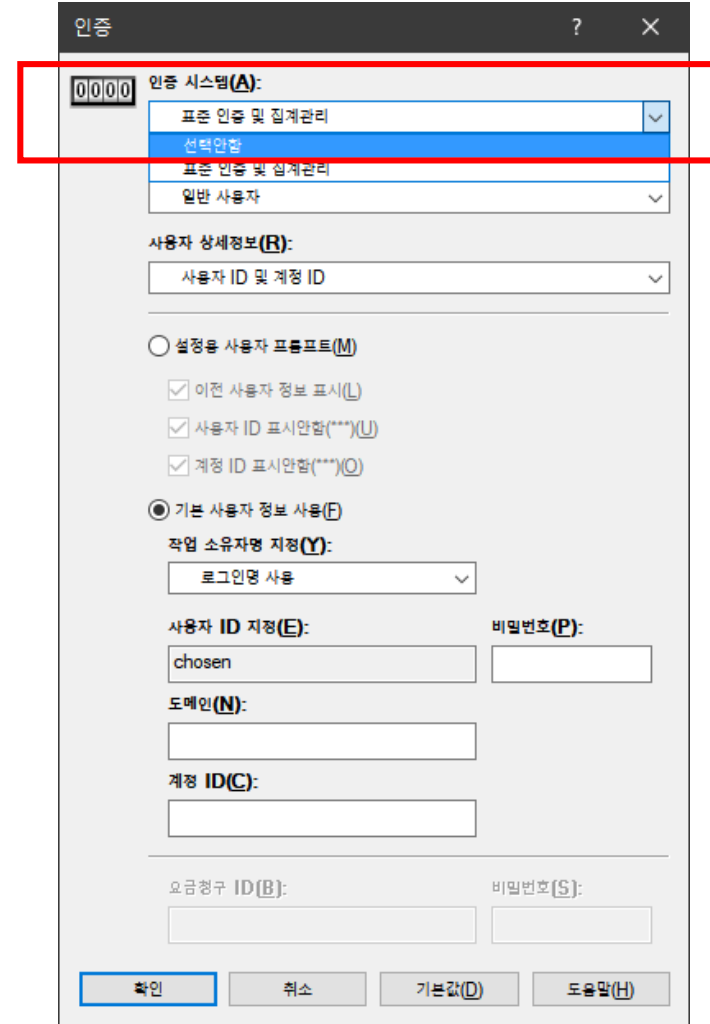 인증 ?
0000
인증 시스템(A):
표준 인증 및 집계관리
선택안함
표준 인증 및 집계관리
일반 사용자
사용자 상세정보(R):
사용자 ID 및 계정 ID
설정용 사용자 프롬프트(M)
이전 사용자 정보 표시(L)
사용자 ID 표시안함(***)(U)
계정 ID 표시안함(***)(O)
기본 사용자 정보 사용(F)
작업 소유자명 지정(Y):
로그인명 사용
사용자 ID 지정(E): 비밀번호(P):
chosen
도메인(N):
계정 ID(C):
요금청구 ID(B): 비밀번호(S):
확인 취소 기본값(D) 도움말(H)